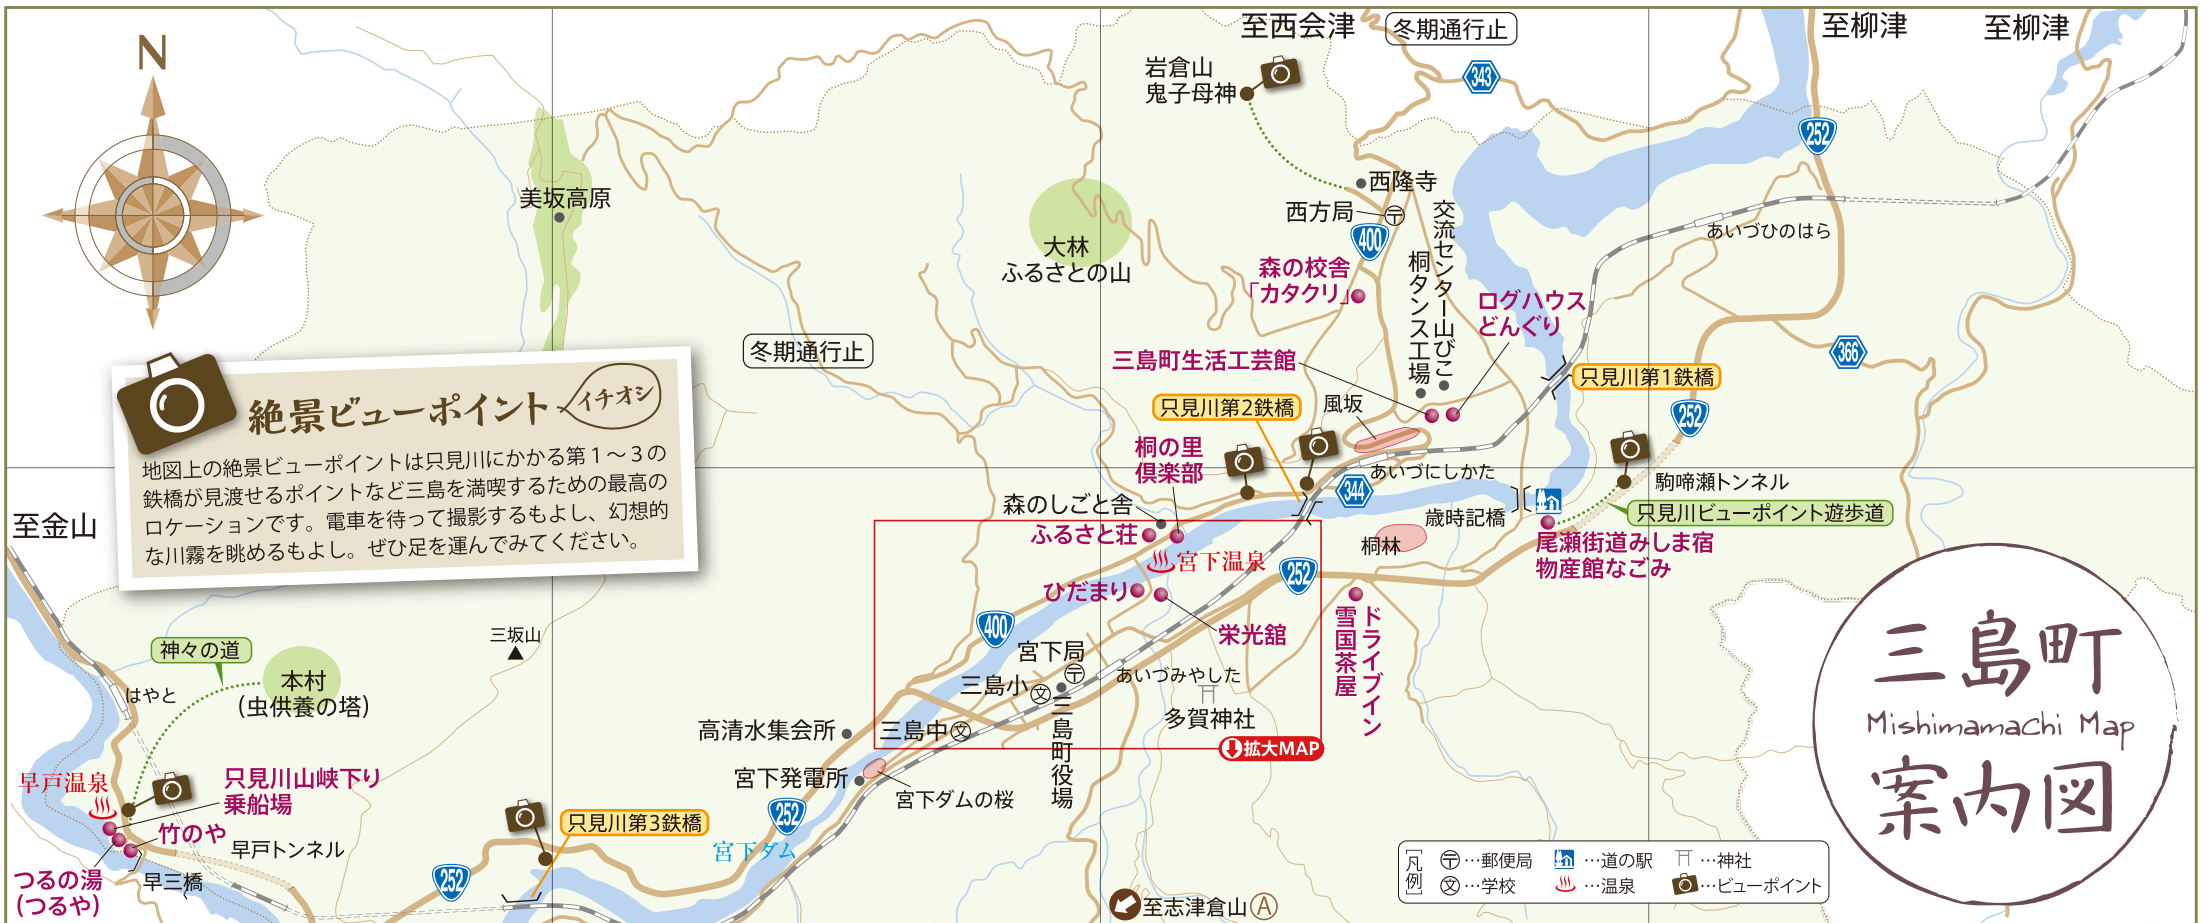 N
至西会津
冬期通行止
至柳津
至柳津
岩倉山
鬼子母神
343
252
美坂高原
西隆寺
西方局
400
交流センター山びこ
桐タンス工場
あいづひのはら
大林
ふるさとの山
森の校舎
「カタクリ」
ログハウス
どんぐり
冬期通行止
三島町生活工芸館
366
只見川第1鉄橋
只見川第2鉄橋
風坂
252
絶景ビューポイント
イチオシ
地図上の絶景ビューポイントは只見川にかかる第1〜3の
鉄橋が見渡せるポイントなど三島を満喫するための最高の
ロケーションです。電車を待って撮影するもよし、幻想的
な川霧を眺めるもよし。ぜひ足を運んでみてください。
桐の里
倶楽部
あいづにしかた
344
駒啼瀬トンネル
森のしごと舎
歳時記橋
只見川ビューポイント遊歩道
至金山
ふるさと荘
宮下温泉
桐林
尾瀬街道みしま宿
物産館なごみ
252
ひだまり
ドライブイン
雪国茶屋
栄光舘
400
三坂山
神々の道
本村
(虫供養の塔)
はやと
宮下局
三島小
文
あいづみやした
多賀神社
三島町役場
高清水集会所
三島中
文
拡大MAP
宮下発電所
宮下ダムの桜
早戸温泉
只見川山峡下り
乗船場
竹のや
早戸トンネル
つるの湯
(つるや)
早三橋
252
只見川第3鉄橋
252
宮下ダム
至志津倉山
A
三島町
Mishimamachi Map
案内図
[凡例]
…郵便局
…道の駅
…神社
文…学校
…温泉
…ビューポイント